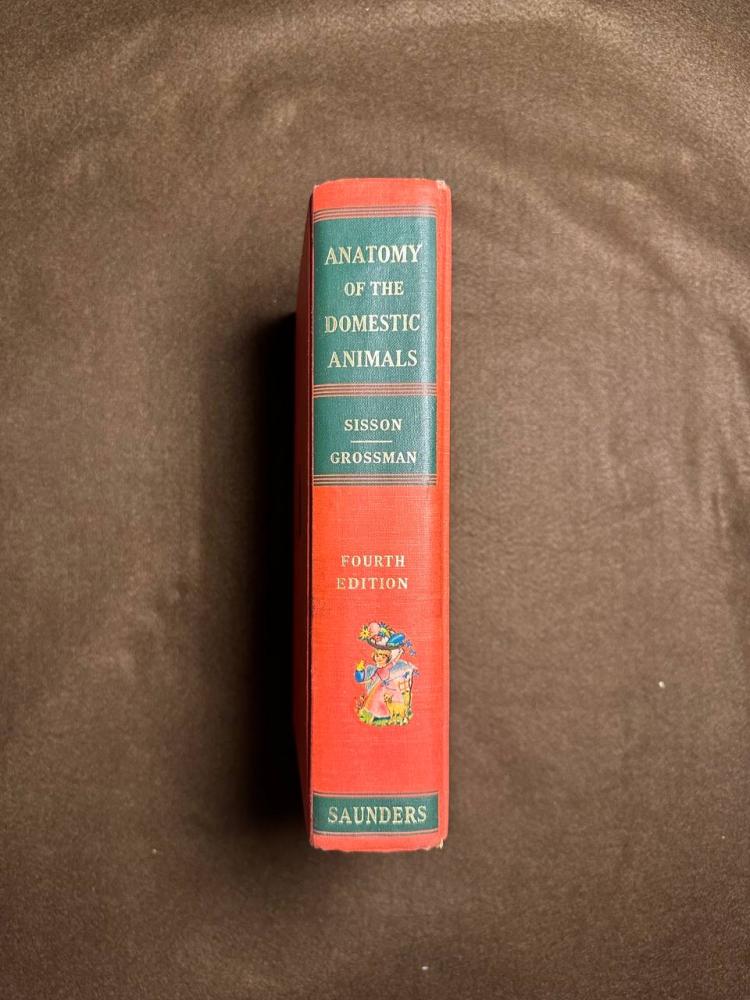 ANATOMY
OF THE
DOMESTIC
ANIMALS
SISSON
GROSSMAN
FOURTH
EDITION
SAUNDERS